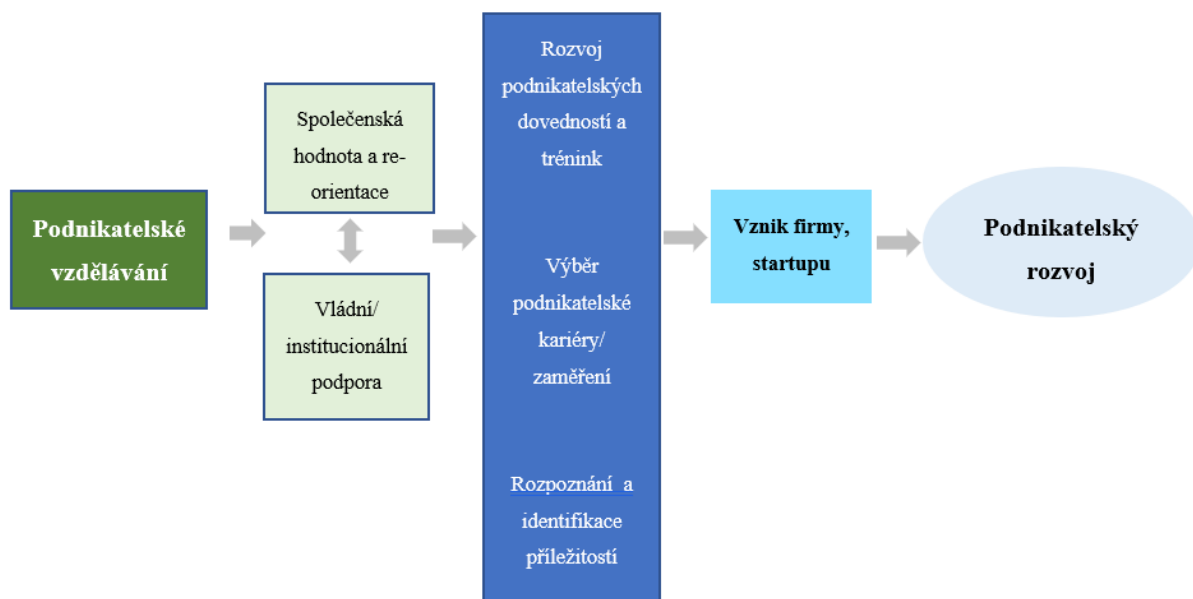 Podnikatelské
vzdělávání
Společenská
hodnota a re-
orientace
Vládní/
institucionální
podpora
Rozvoj
podnikatelských
dovedností a
trénink
Výběr
podnikatelské
kariéry/
zaměření
Rozpoznání a
identifikace
příležitostí
Vznik firmy,
startupu
Podnikatelský
rozvoj